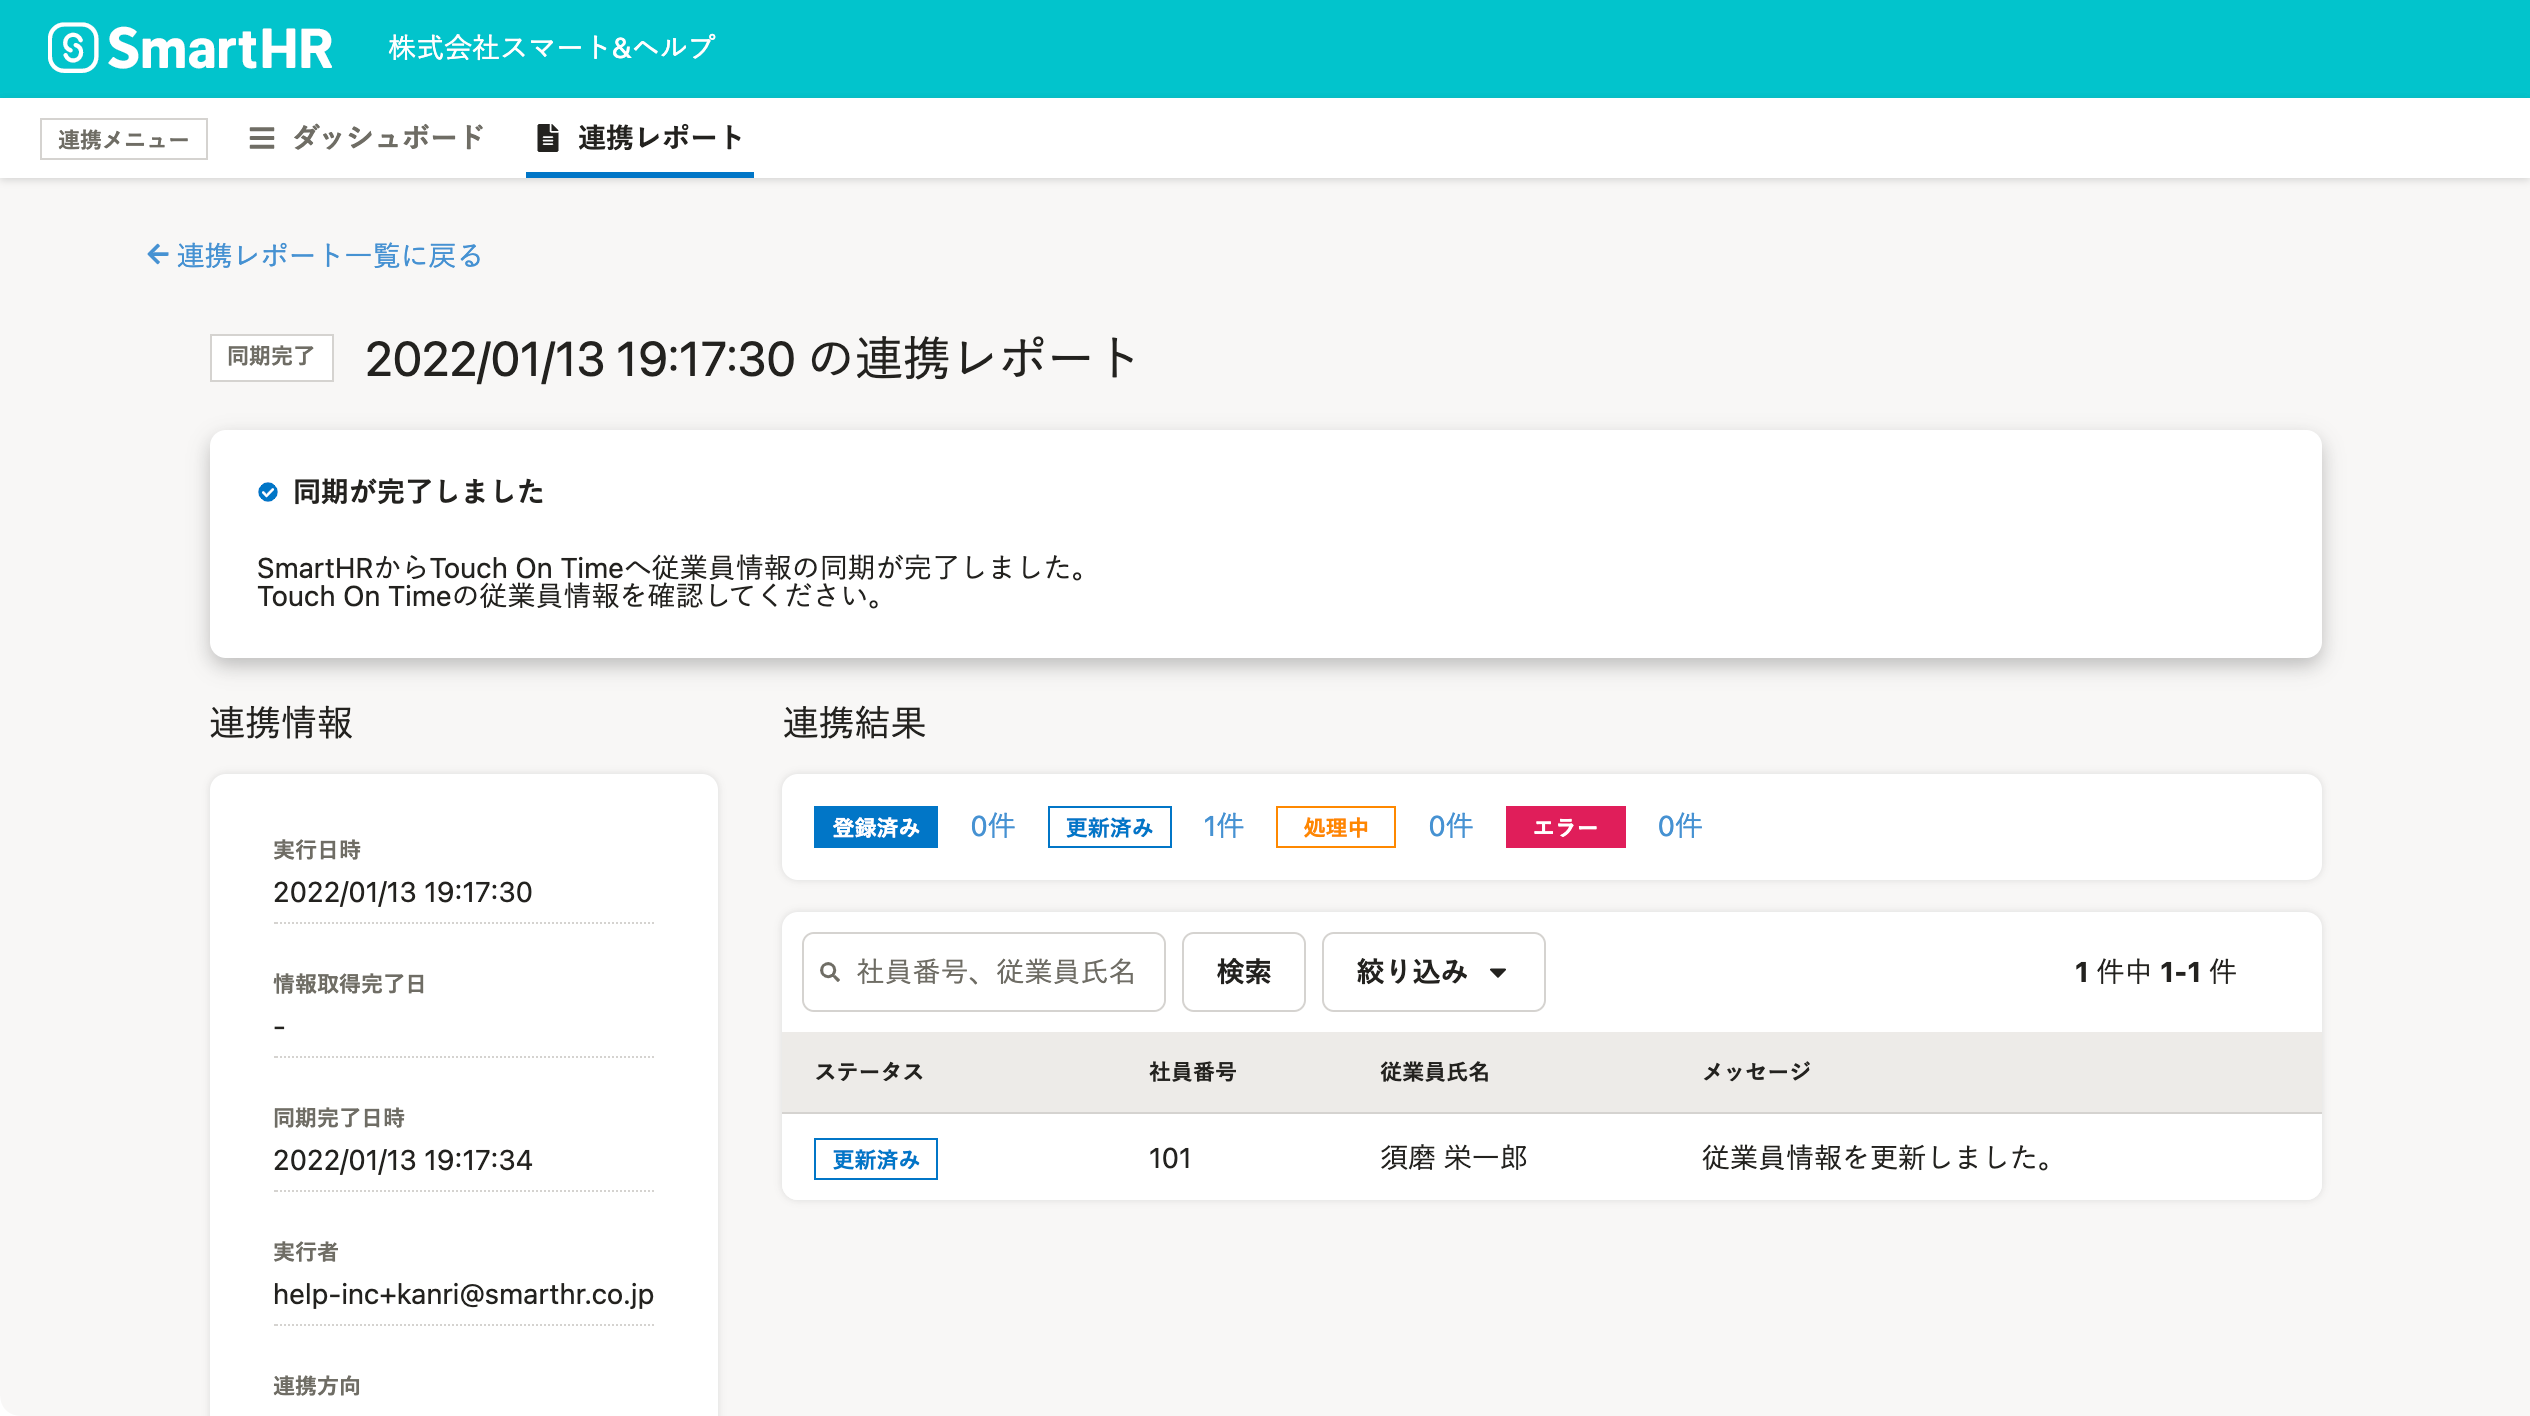 SmartHR 株式会社スマート&ヘルプ
連携メニュー ダッシュボード 連携レポート
連携レポート一覧に戻る
同期完了 2022/01/13 19:17:30 の連携レポート
同期が完了しました
SmartHRからTouch On Timeへ従業員情報の同期が完了しました。
Touch On Timeの従業員情報を確認してください。
連携情報
実行日時
2022/01/13 19:17:30
情報取得完了日
-
同期完了日時
2022/01/13 19:17:34
実行者
help-inc+kanri@smarthr.co.jp
連携方向
連携結果
登録済み 0件 更新済み 1件 処理中 0件 エラー 0件
社員番号、従業員氏名 検索 絞り込み 1 件中 1-1 件
ステータス 社員番号 従業員氏名 メッセージ
更新済み 101 須磨 栄一郎 従業員情報を更新しました。